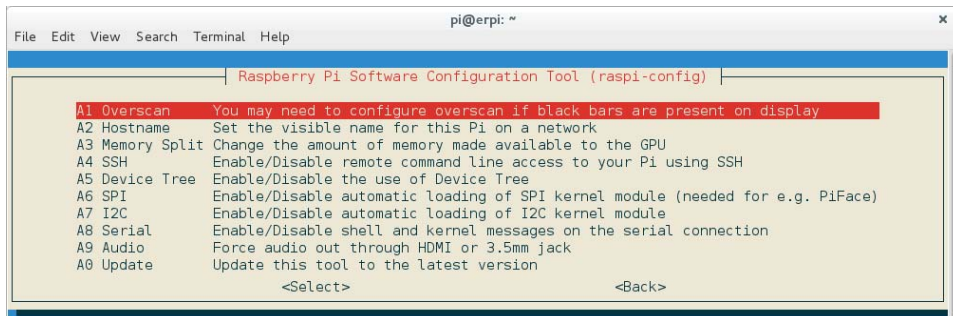 pi@erpi: ~ ×
File Edit View Search Terminal Help
Raspberry Pi Software Configuration Tool (raspi-config)
A1 Overscan You may need to configure overscan if black bars are present on display
A2 Hostname Set the visible name for this Pi on a network
A3 Memory Split Change the amount of memory made available to the GPU
A4 SSH Enable/Disable remote command line access to your Pi using SSH
A5 Device Tree Enable/Disable the use of Device Tree
A6 SPI Enable/Disable automatic loading of SPI kernel module (needed for e.g. PiFace)
A7 I2C Enable/Disable automatic loading of I2C kernel module
A8 Serial Enable/Disable shell and kernel messages on the serial connection
A9 Audio Force audio out through HDMI or 3.5mm jack
A0 Update Update this tool to the latest version
<Select> <Back>